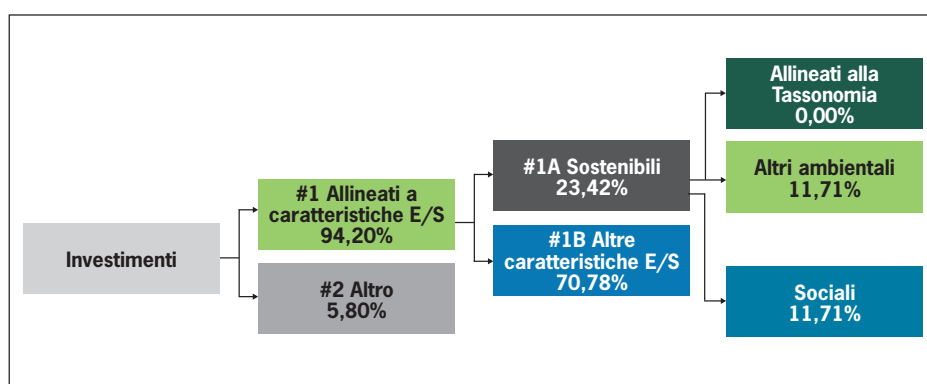 Investimenti
#1 Allineati a
caratteristiche E/S
94,20%
#2 Altro
5,80%
#1A Sostenibili
23,42%
#1B Altre
caratteristiche E/S
70,78%
Allineati alla
Tassonomia
0,00%
Altri ambientali
11,71%
Sociali
11,71%